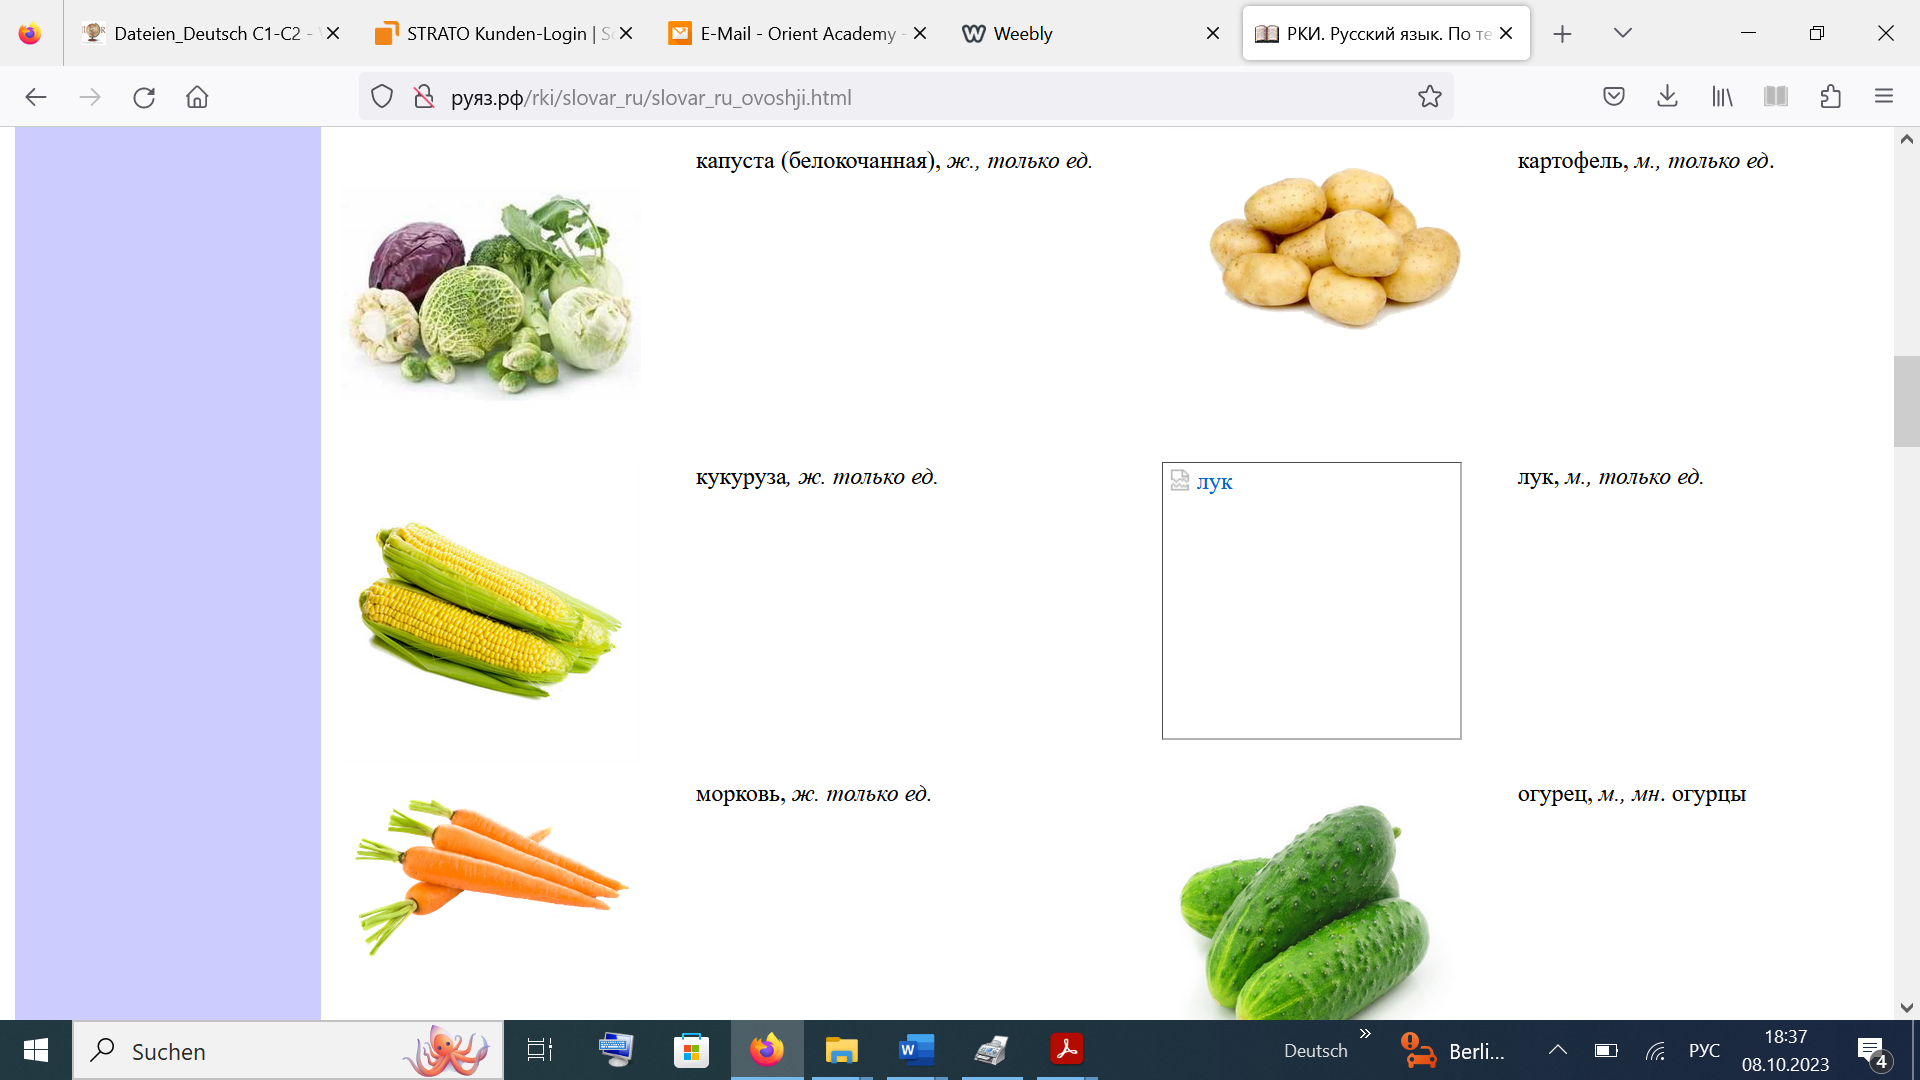 Dateien_Deutsch C1-C2 -
STRATO Kunden-Login |
E-Mail - Orient Academy -
Weebly
РКИ. Русский язык. По
руяз.рф/rki/slovar_ru/slovar_ru_ovoshji.html
капуста (белокочанная), ж., только ед.
картофель, м., только ед.
кукуруза, ж. только ед.
лук
лук, м., только ед.
морковь, ж. только ед.
огурец, м., мн. огурцы
Suchen
Deutsch
Berli...
РУС
18:37
08.10.2023
4